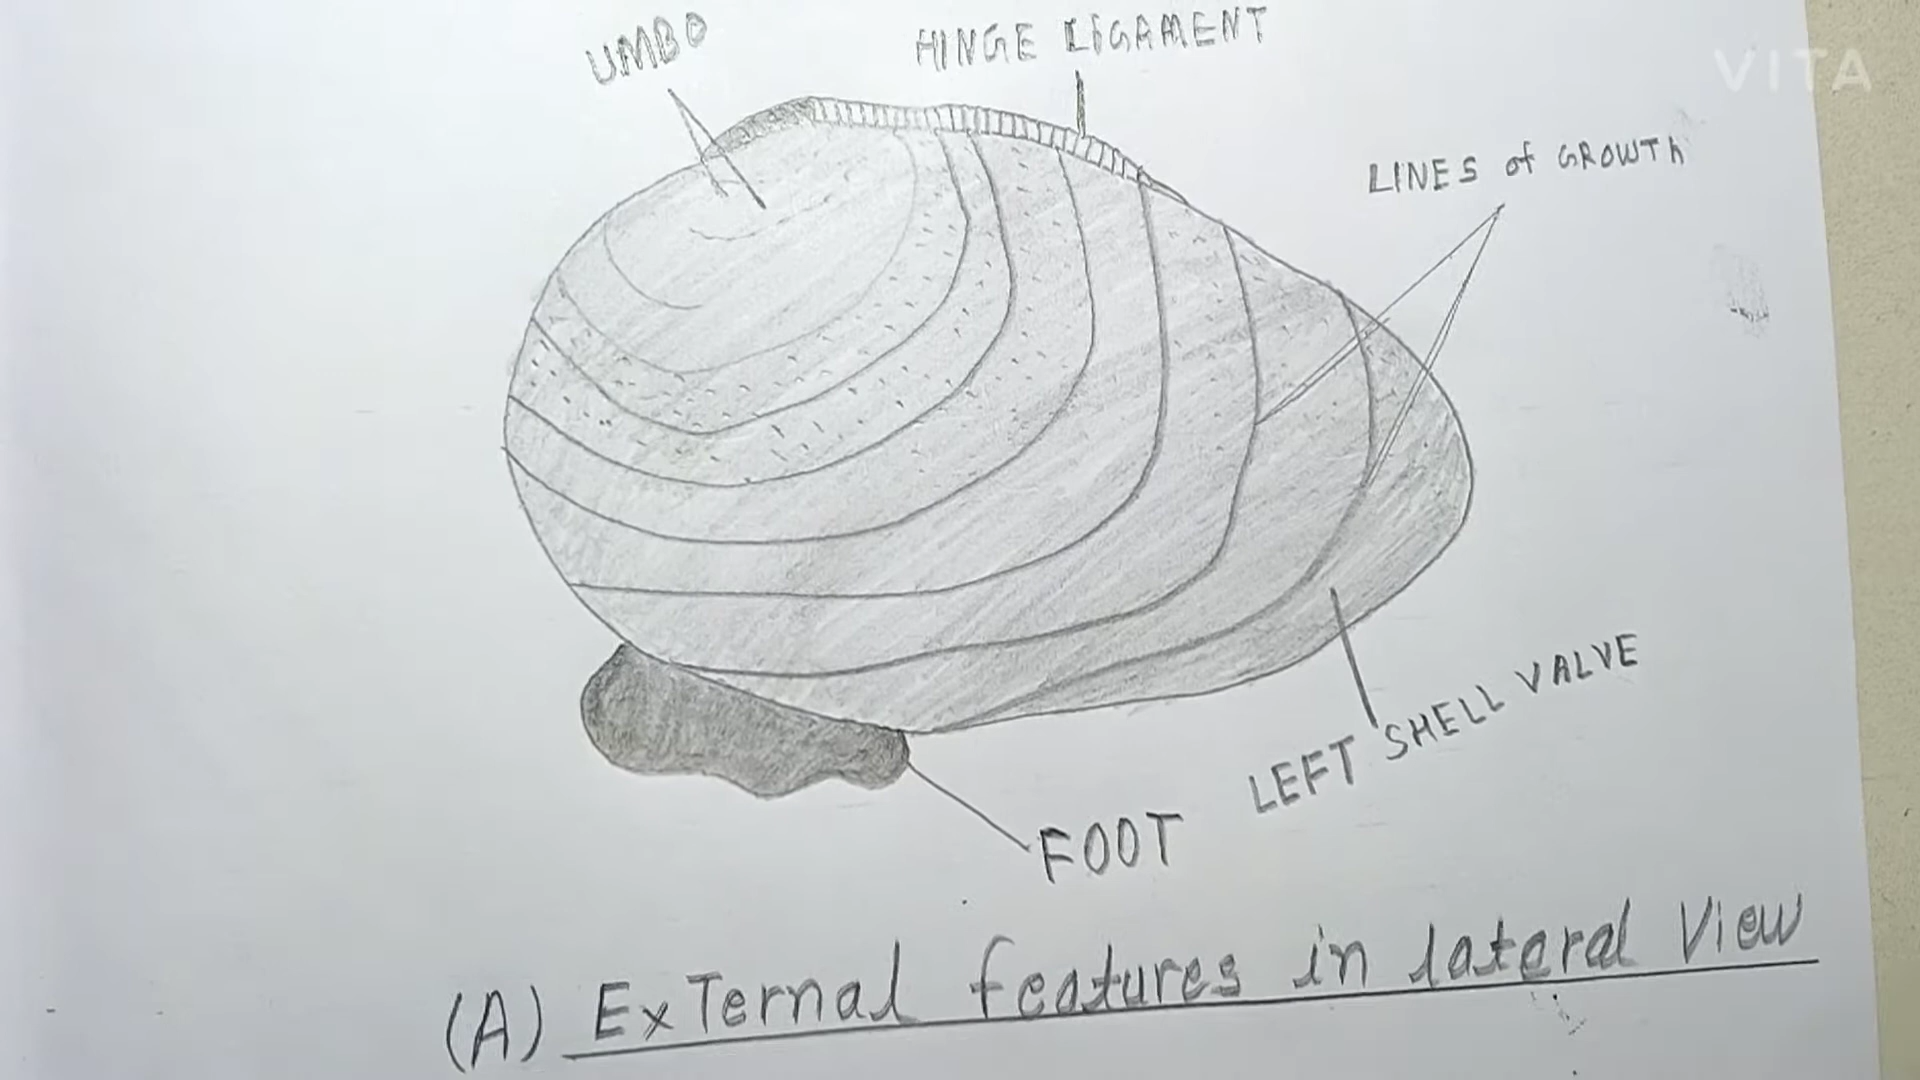 UMBO
HINGE LIGAMENT
VITA
LINES of GROWTh
LEFT SHELL VALVE
FOOT
(A) ExTernal features in lateral View